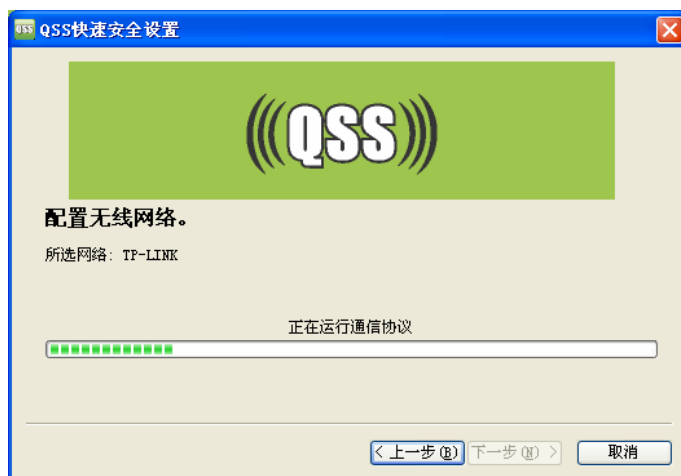 QSS QSS快速安全设置
(((QSS)))
配置无线网络。
所选网络: TP-LINK
正在运行通信协议
< 上一步(B) 下一步(N) > 取消